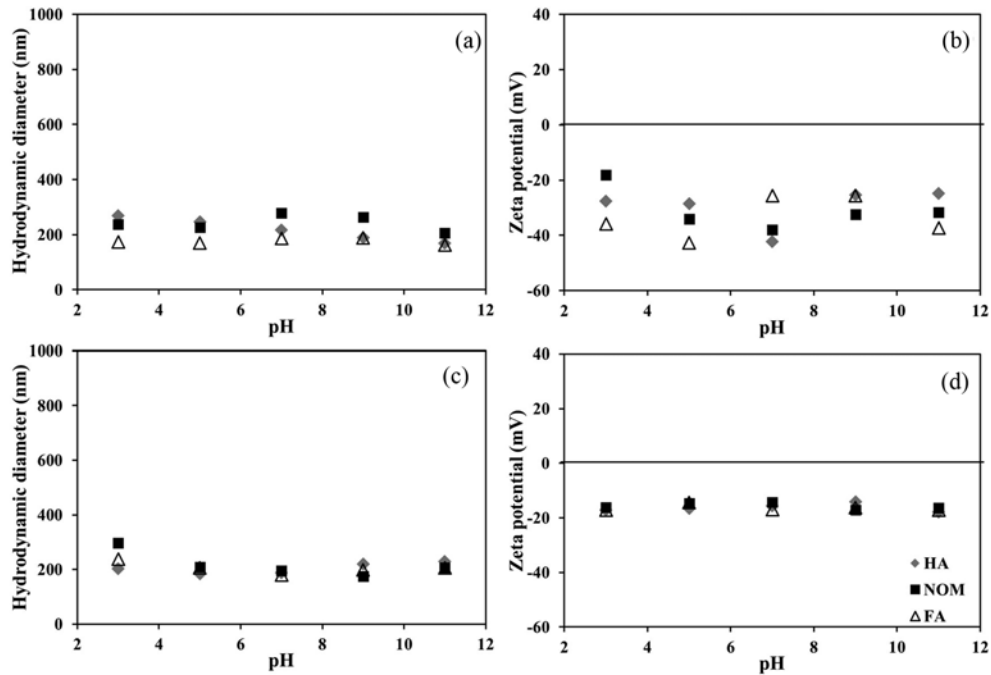 1000
800
600
400
200
0
2 4 6 8 10 12
Hydrodynamic diameter (nm)
pH
(a)
40
20
0
-20
-40
-60
2 4 6 8 10 12
Zeta potential (mV)
pH
(b)
1000
800
600
400
200
0
2 4 6 8 10 12
Hydrodynamic diameter (nm)
pH
(c)
40
20
0
-20
-40
-60
2 4 6 8 10 12
Zeta potential (mV)
pH
(d)
HA
NOM
FA